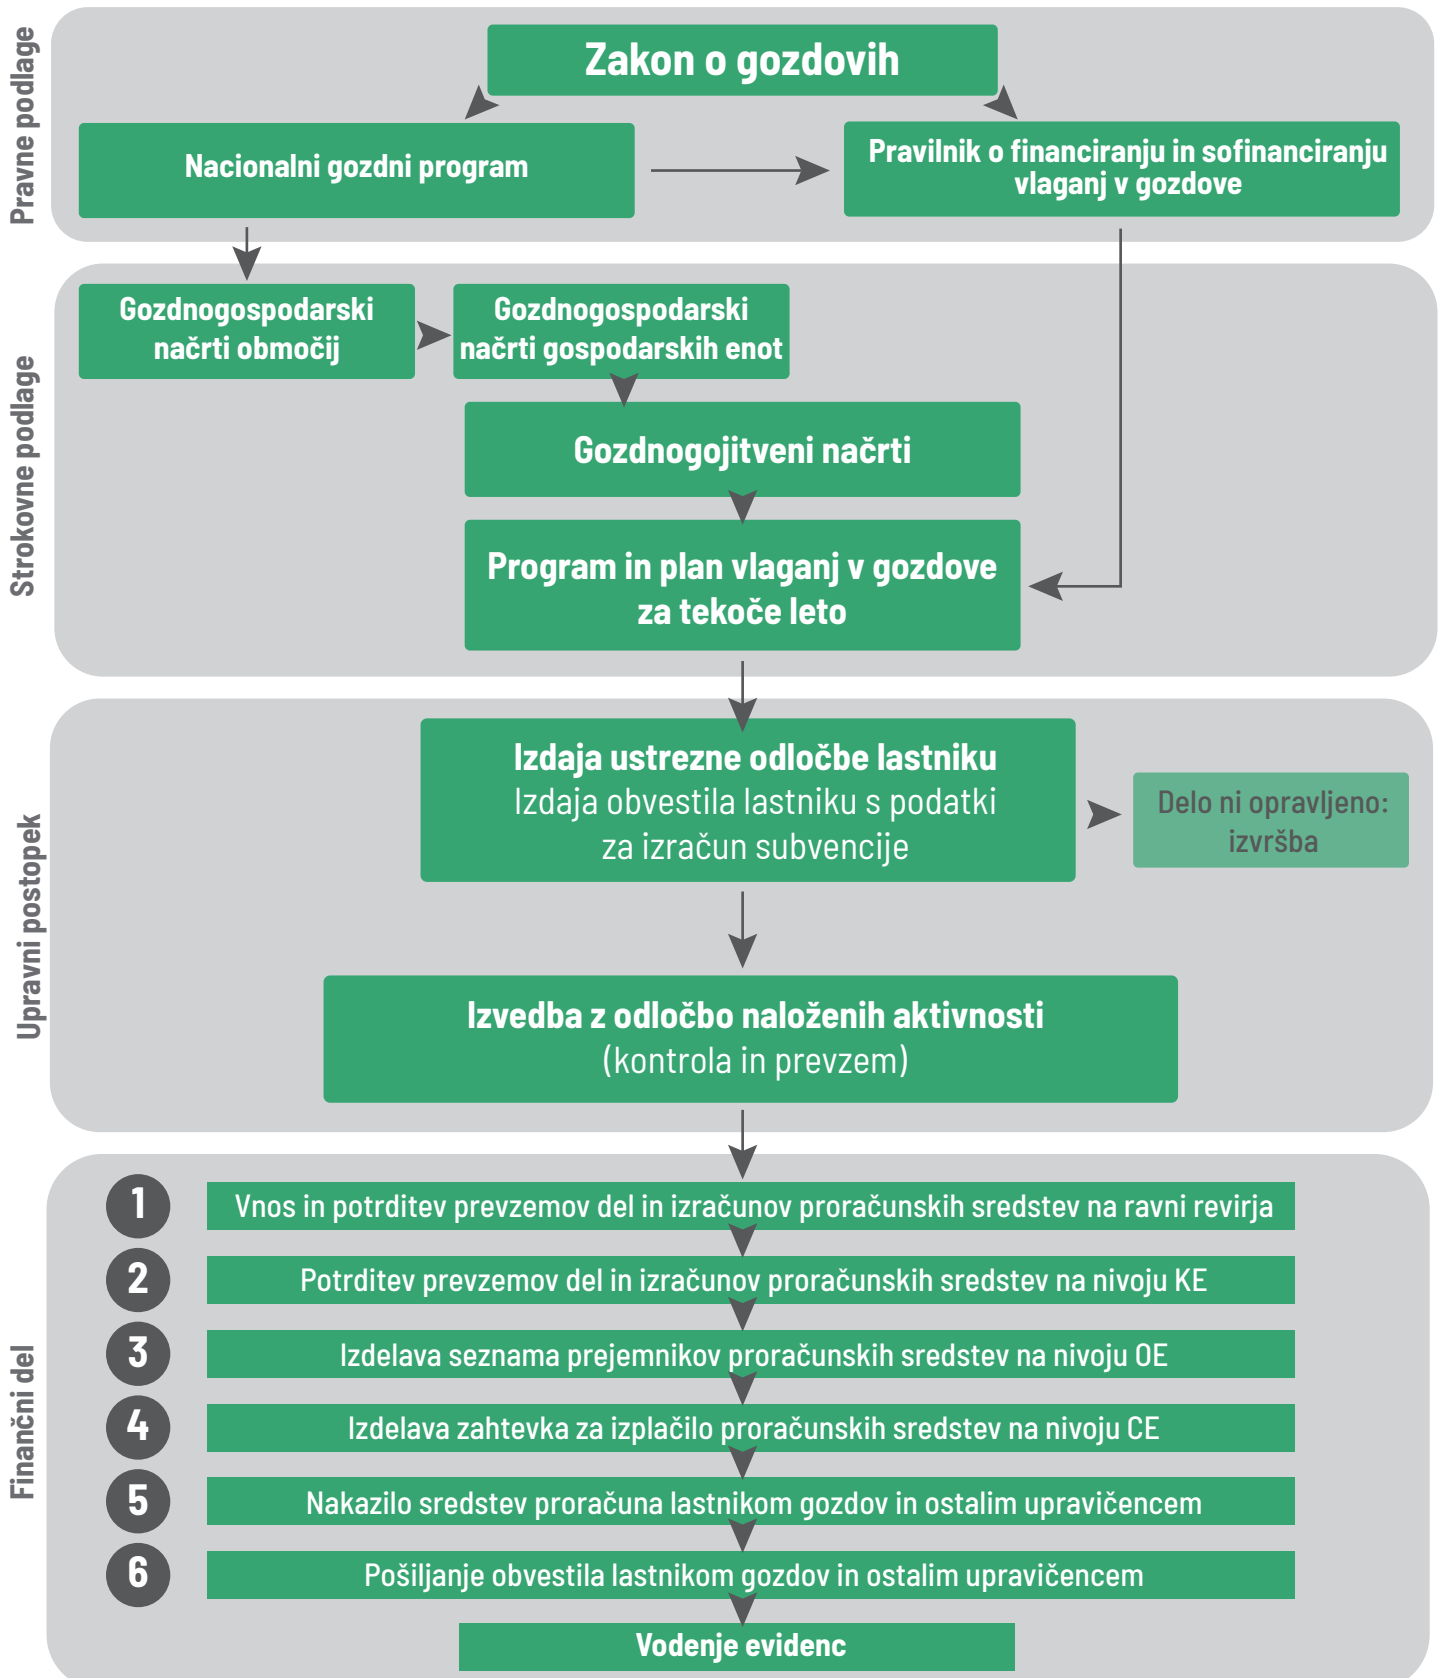 Pravne podlage
Zakon o gozdovih
Nacionalni gozdni program
Pravilnik o financiranju in sofinanciranju
vlaganj v gozdove
Strokovne podlage
Gozdnogospodarski
načrti območij
Gozdnogospodarski
načrti gospodarskih enot
Gozdnogojitveni načrti
Program in plan vlaganj v gozdove
za tekoče leto
Upravni postopek
Izdaja ustrezne odločbe lastniku
Izdaja obvestila lastniku s podatki
za izračun subvencije
Delo ni opravljeno:
izvršba
Izvedba z odločbo naloženih aktivnosti
(kontrola in prevzem)
Finančni del
1 Vnos in potrditev prevzemov del in izračunov proračunskih sredstev na ravni revirja
2 Potrditev prevzemov del in izračunov proračunskih sredstev na nivoju KE
3 Izdelava seznama prejemnikov proračunskih sredstev na nivoju OE
4 Izdelava zahtevka za izplačilo proračunskih sredstev na nivoju CE
5 Nakazilo sredstev proračuna lastnikom gozdov in ostalim upravičencem
6 Pošiljanje obvestila lastnikom gozdov in ostalim upravičencem
Vodenje evidenc